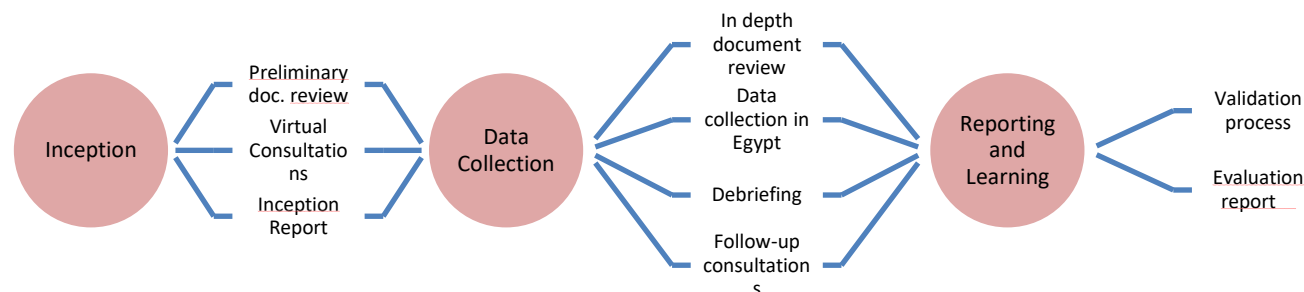 Inception
Preliminary
doc. review
Virtual
Consultatio
ns
Inception
Report
Data
Collection
In depth
document
review
Data
collection in
Egypt
Debriefing
Follow-up
consultation
s
Reporting
and
Learning
Validation
process
Evaluation
report